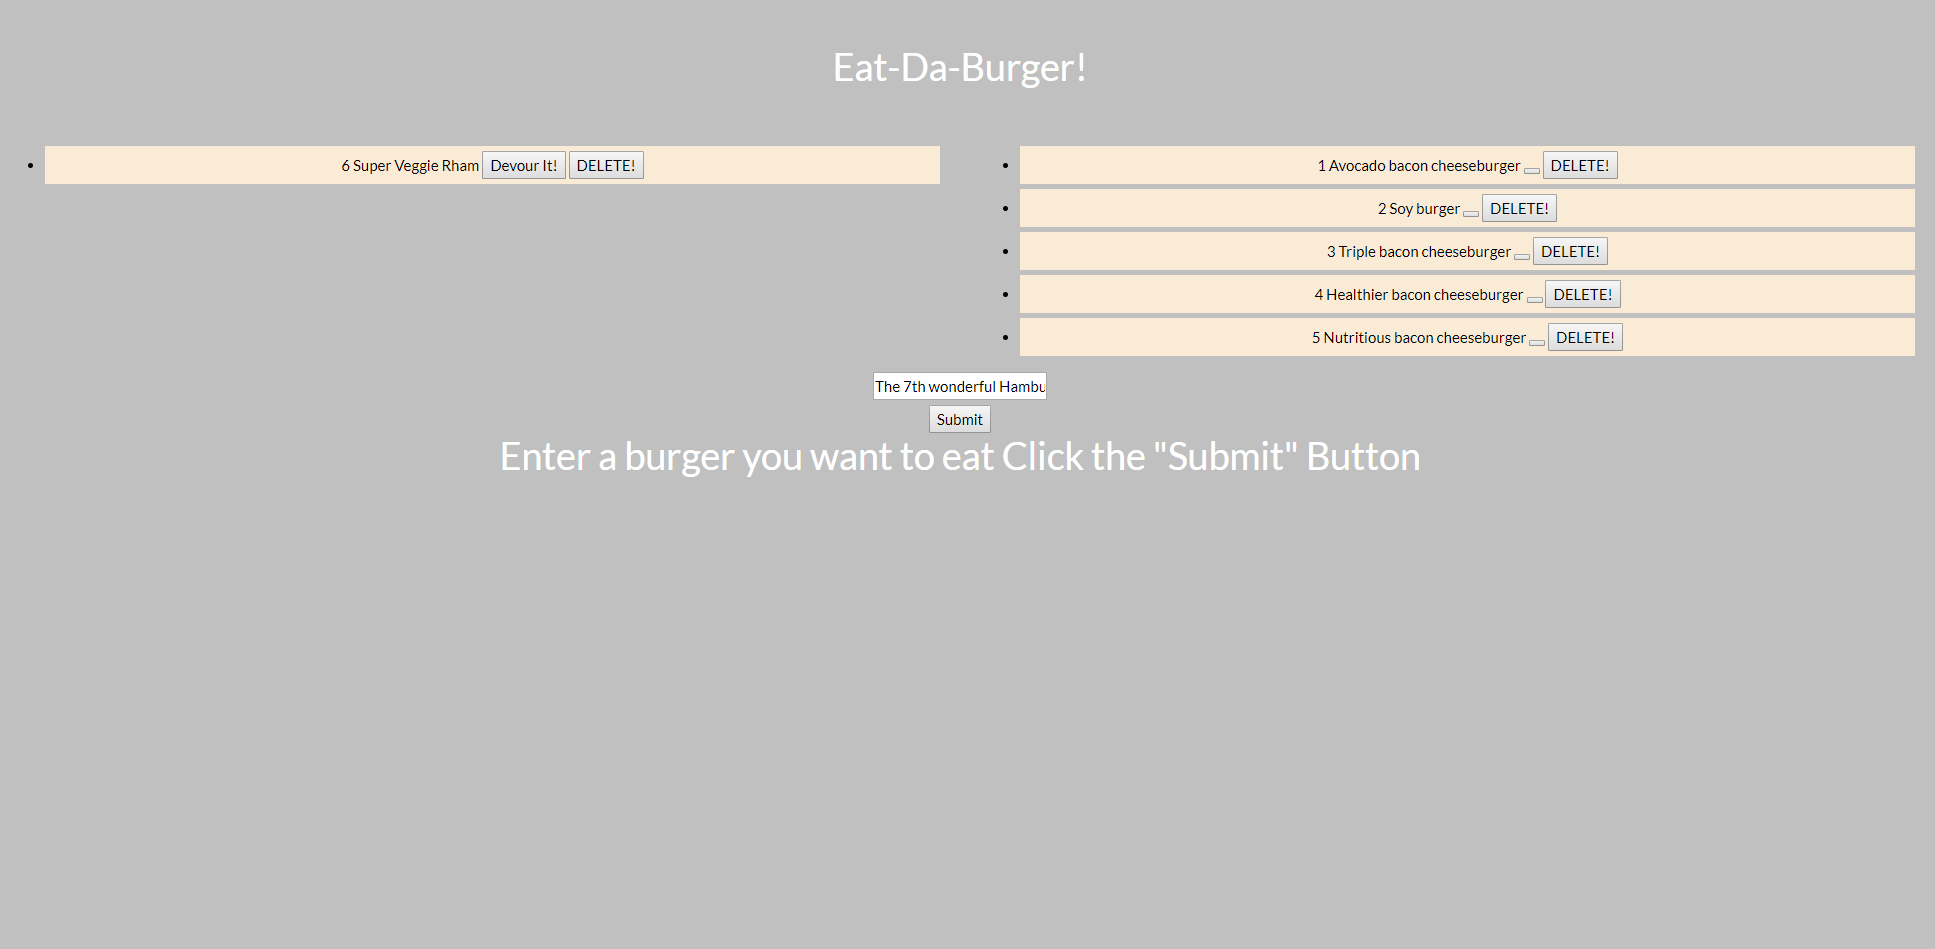 Eat-Da-Burger!
6 Super Veggie Rham Devour It! DELETE!
1 Avocado bacon cheeseburger DELETE!
2 Soy burger DELETE!
3 Triple bacon cheeseburger DELETE!
4 Healthier bacon cheeseburger DELETE!
5 Nutritious bacon cheeseburger DELETE!
The 7th wonderful Hambu
Submit
Enter a burger you want to eat Click the "Submit" Button